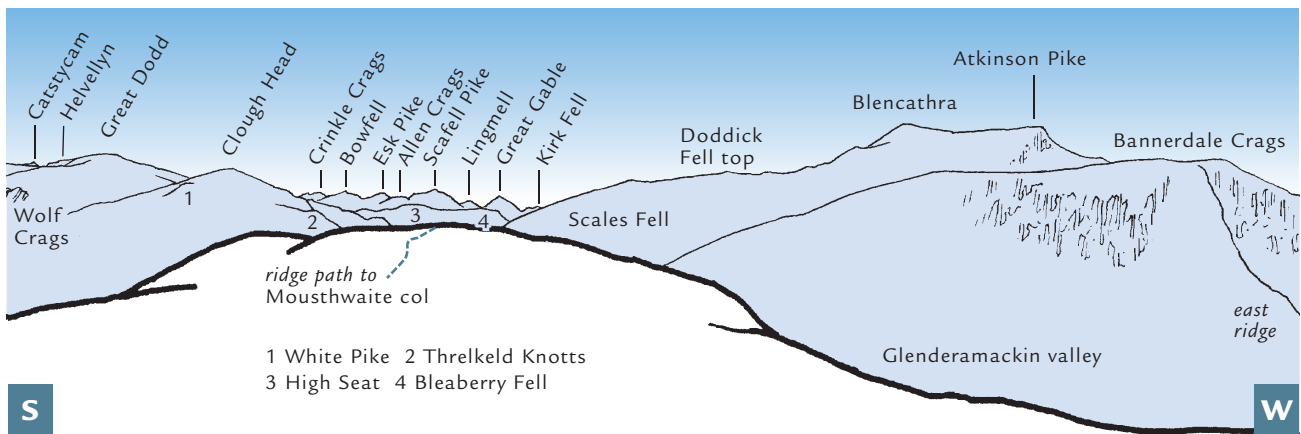 Catstycam
Helvellyn
Great Dodd
Clough Head
Crinkle Crags
Bowfell
Esk Pike
Allen Crags
Scafell Pike
Lingmell
Great Gable
Kirk Fell
Doddick
Fell top
Blencathra
Atkinson Pike
Bannerdale Crags
1
Wolf
Crags
2
3
4
Scales Fell
ridge path to
Mousthwaite col
east
ridge
Glenderamackin valley
1 White Pike 2 Threlkeld Knotts
3 High Seat 4 Bleaberry Fell
S
W